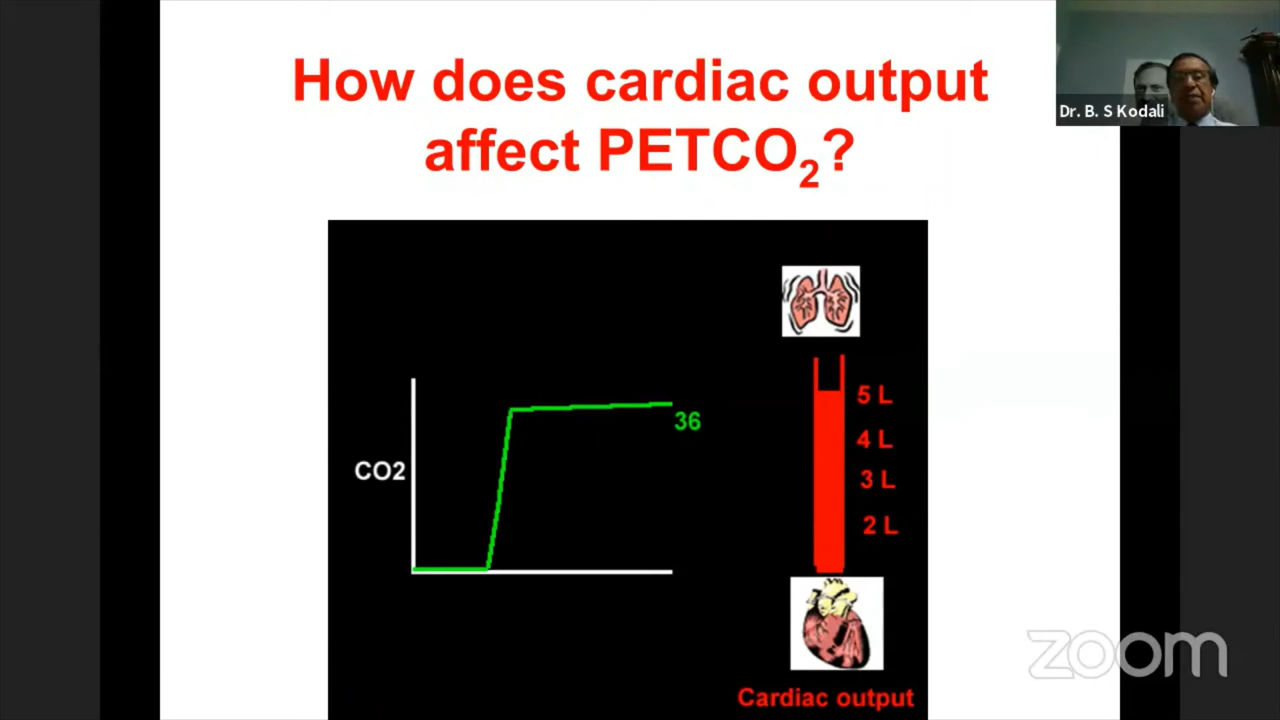 How does cardiac output
affect PETCO₂?
Dr. B. S Kodali
5 L
36
4 L
CO2
3 L
2 L
Cardiac output
zoom